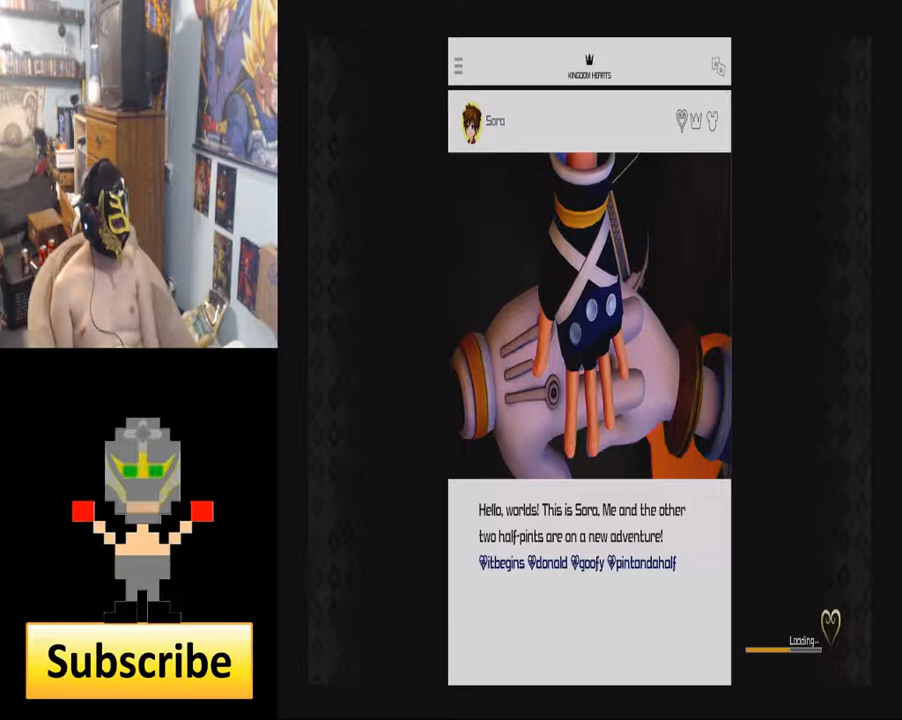 KINGDOM HEARTS
Sora
Hello, worlds! This is Sora. Me and the other
two half-pints are on a new adventure!
itbegins donald goofy pintandahalf
Loading...
Subscribe